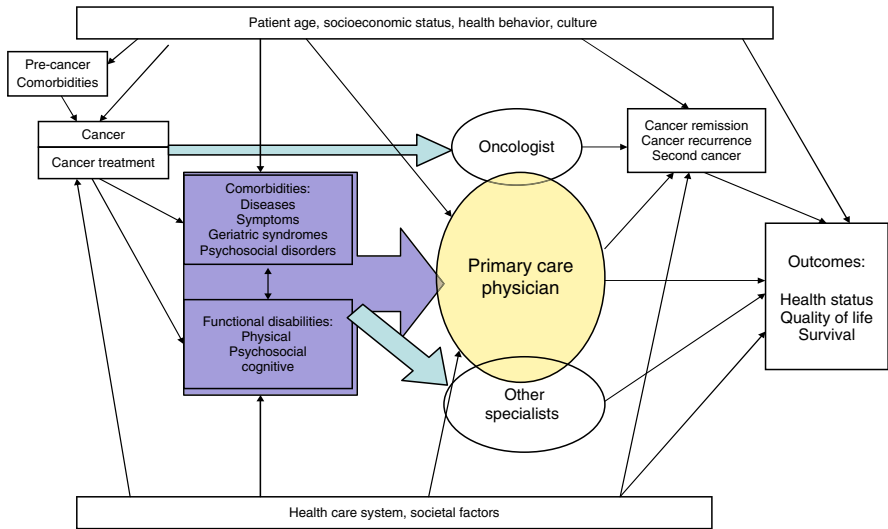 Patient age, socioeconomic status, health behavior, culture
Pre-cancer
Comorbidities
Cancer
Cancer treatment
Oncologist
Cancer remission
Cancer recurrence
Second cancer
Comorbidities:
Diseases
Symptoms
Geriatric syndromes
Psychosocial disorders
Primary care
physician
Outcomes:
Health status
Quality of life
Survival
Functional disabilities:
Physical
Psychosocial
cognitive
Other
specialists
Health care system, societal factors